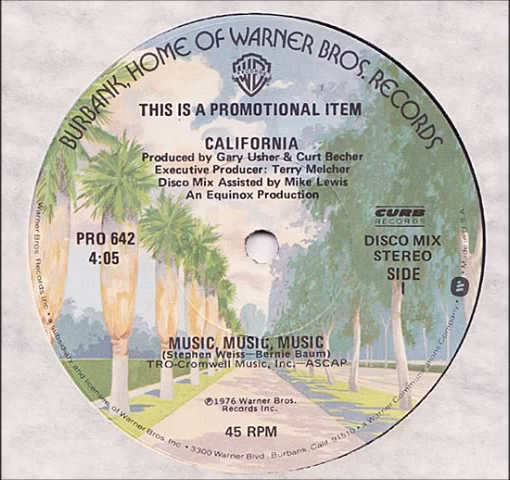 BURBANK, HOME OF WARNER BROS. RECORDS
WB
THIS IS A PROMOTIONAL ITEM
CALIFORNIA
Produced by Gary Usher & Curt Becher
Executive Producer: Terry Melcher
Disco Mix Assisted by Mike Lewis
An Equinox Production
PRO 642
4:05
CURB
RECORDS
DISCO MIX
STEREO
SIDE
I
MUSIC, MUSIC, MUSIC
(Stephen Weiss—Bernie Baum)
TRO-Cromwell Music, Inc.—ASCAP
℗1976 Warner Bros.
Records Inc.
45 RPM
Warner Bros. Records Inc. • a subsidiary and licensee of Warner Bros. Inc. • 3300 Warner Blvd., Burbank, Calif. 91510 • a Warner Communications Company • Made in U.S.A.